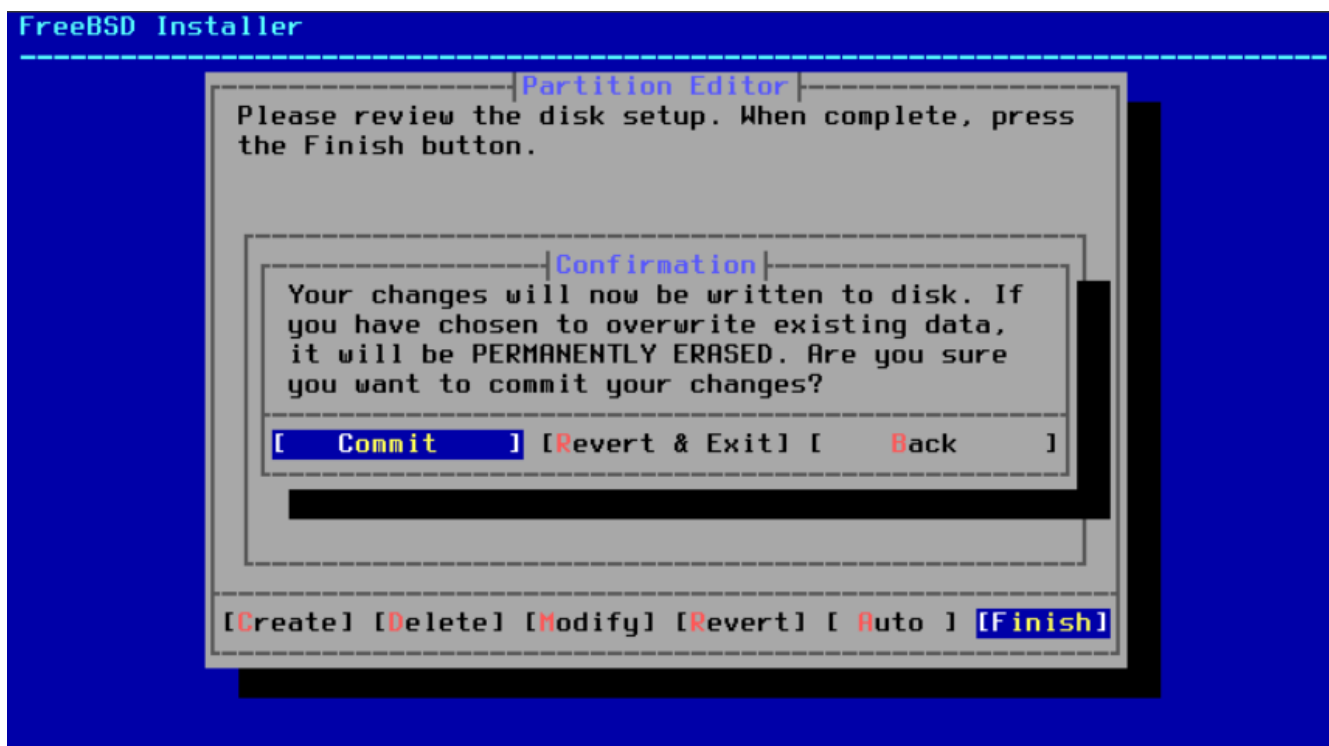 FreeBSD Installer
Partition Editor
Please review the disk setup. When complete, press
the Finish button.
Confirmation
Your changes will now be written to disk. If
you have chosen to overwrite existing data,
it will be PERMANENTLY ERASED. Are you sure
you want to commit your changes?
[ Commit ] [Revert & Exit] [ Back ]
[Create] [Delete] [Modify] [Revert] [ Auto ] [Finish]